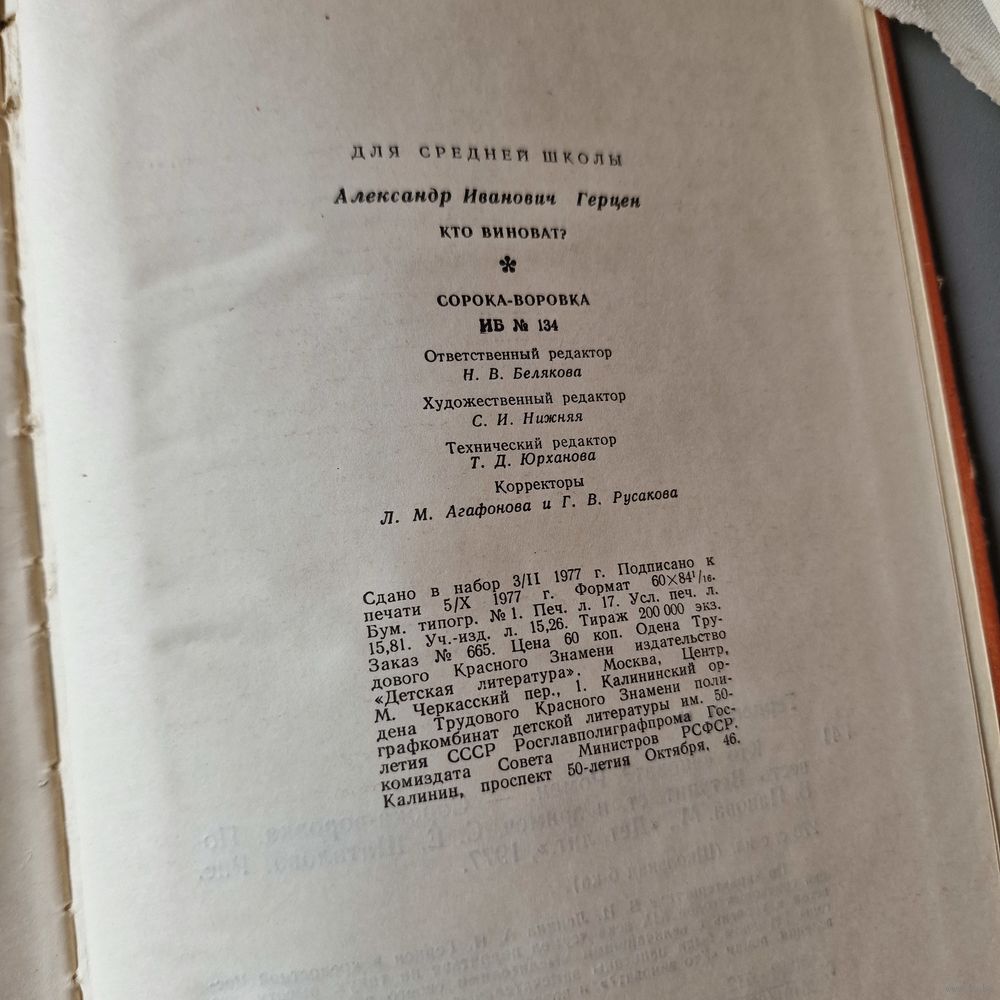 ДЛЯ СРЕДНЕЙ ШКОЛЫ
Александр Иванович Герцен
КТО ВИНОВАТ?
*
СОРОКА-ВОРОВКА
ИБ № 134
Ответственный редактор
Н. В. Белякова
Художественный редактор
С. И. Нижняя
Технический редактор
Т. Д. Юрханова
Корректоры
Л. М. Агафонова и Г. В. Русакова
Сдано в набор 3/II 1977 г. Подписано к
печати 5/X 1977 г. Формат 60×84¹/₁₆.
Бум. типогр. № 1. Печ. л. 17. Усл. печ. л.
15,81. Уч.-изд. л. 15,26. Тираж 200 000 экз.
Заказ № 665. Цена 60 коп. Ордена Тру-
дового Красного Знамени издательство
«Детская литература». Москва, Центр,
М. Черкасский пер., 1. Калининский ор-
дена Трудового Красного Знамени поли-
графкомбинат детской литературы им. 50-
летия СССР Росглавполиграфпрома Гос-
комиздата Совета Министров РСФСР.
Калинин, проспект 50-летия Октября, 46.